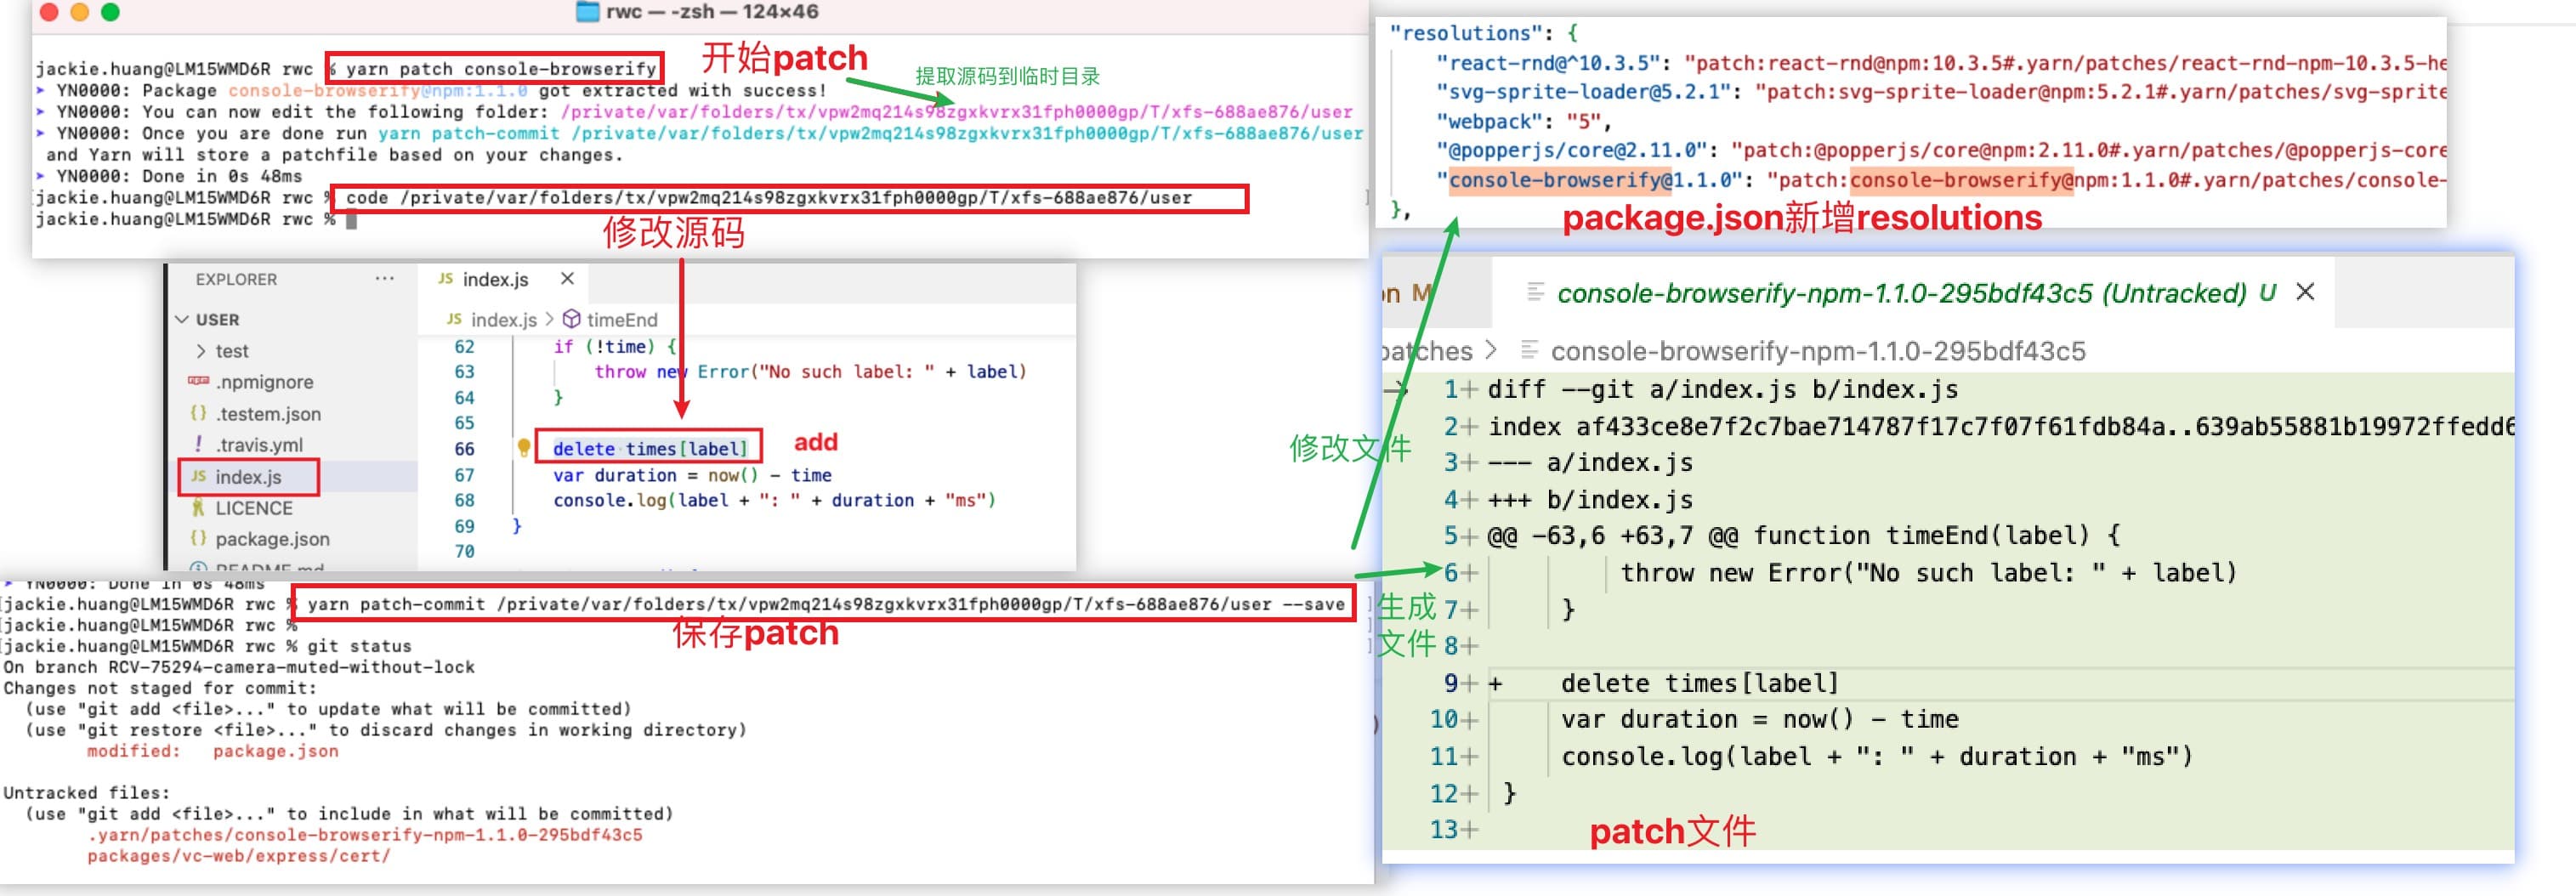 rwc — -zsh — 124×46
jackie.huang@LM15WMD6R rwc % yarn patch console-browserify
开始patch
提取源码到临时目录
➤ YN0000: Package console-browserify@npm:1.1.0 got extracted with success!
➤ YN0000: You can now edit the following folder: /private/var/folders/tx/vpw2mq214s98zgxkvrx31fph0000gp/T/xfs-688ae876/user
➤ YN0000: Once you are done run yarn patch-commit /private/var/folders/tx/vpw2mq214s98zgxkvrx31fph0000gp/T/xfs-688ae876/user
and Yarn will store a patchfile based on your changes.
➤ YN0000: Done in 0s 48ms
[jackie.huang@LM15WMD6R rwc % code /private/var/folders/tx/vpw2mq214s98zgxkvrx31fph0000gp/T/xfs-688ae876/user ]
jackie.huang@LM15WMD6R rwc %
修改源码
EXPLORER ···
USER
test
.npmignore
.testem.json
.travis.yml
JS index.js
LICENCE
package.json
README.md
JS index.js
JS index.js > timeEnd
62 if (!time) {
63 throw new Error("No such label: " + label)
64 }
65
66 delete times[label]
add
67 var duration = now() - time
68 console.log(label + ": " + duration + "ms")
69 }
70
➤ YN0000: Done in 0s 48ms
[jackie.huang@LM15WMD6R rwc % yarn patch-commit /private/var/folders/tx/vpw2mq214s98zgxkvrx31fph0000gp/T/xfs-688ae876/user --save ]
[jackie.huang@LM15WMD6R rwc % ]
保存patch
[jackie.huang@LM15WMD6R rwc % git status ]
On branch RCV-75294-camera-muted-without-lock
Changes not staged for commit:
(use "git add <file>..." to update what will be committed)
(use "git restore <file>..." to discard changes in working directory)
modified: package.json
Untracked files:
(use "git add <file>..." to include in what will be committed)
.yarn/patches/console-browserify-npm-1.1.0-295bdf43c5
packages/vc-web/express/cert/
"resolutions": {
"react-rnd@^10.3.5": "patch:react-rnd@npm:10.3.5#.yarn/patches/react-rnd-npm-10.3.5-he
"svg-sprite-loader@5.2.1": "patch:svg-sprite-loader@npm:5.2.1#.yarn/patches/svg-sprite
"webpack": "5",
"@popperjs/core@2.11.0": "patch:@popperjs/core@npm:2.11.0#.yarn/patches/@popperjs-core
"console-browserify@1.1.0": "patch:console-browserify@npm:1.1.0#.yarn/patches/console-
},
package.json新增resolutions
修改文件
生成
文件
on M
console-browserify-npm-1.1.0-295bdf43c5 (Untracked) U
patches > console-browserify-npm-1.1.0-295bdf43c5
1+ diff --git a/index.js b/index.js
2+ index af433ce8e7f2c7bae714787f17c7f07f61fdb84a..639ab55881b19972ffedd6
3+ --- a/index.js
4+ +++ b/index.js
5+ @@ -63,6 +63,7 @@ function timeEnd(label) {
6+ throw new Error("No such label: " + label)
7+ }
8+
9+ + delete times[label]
10+ var duration = now() - time
11+ console.log(label + ": " + duration + "ms")
12+ }
13+
patch文件